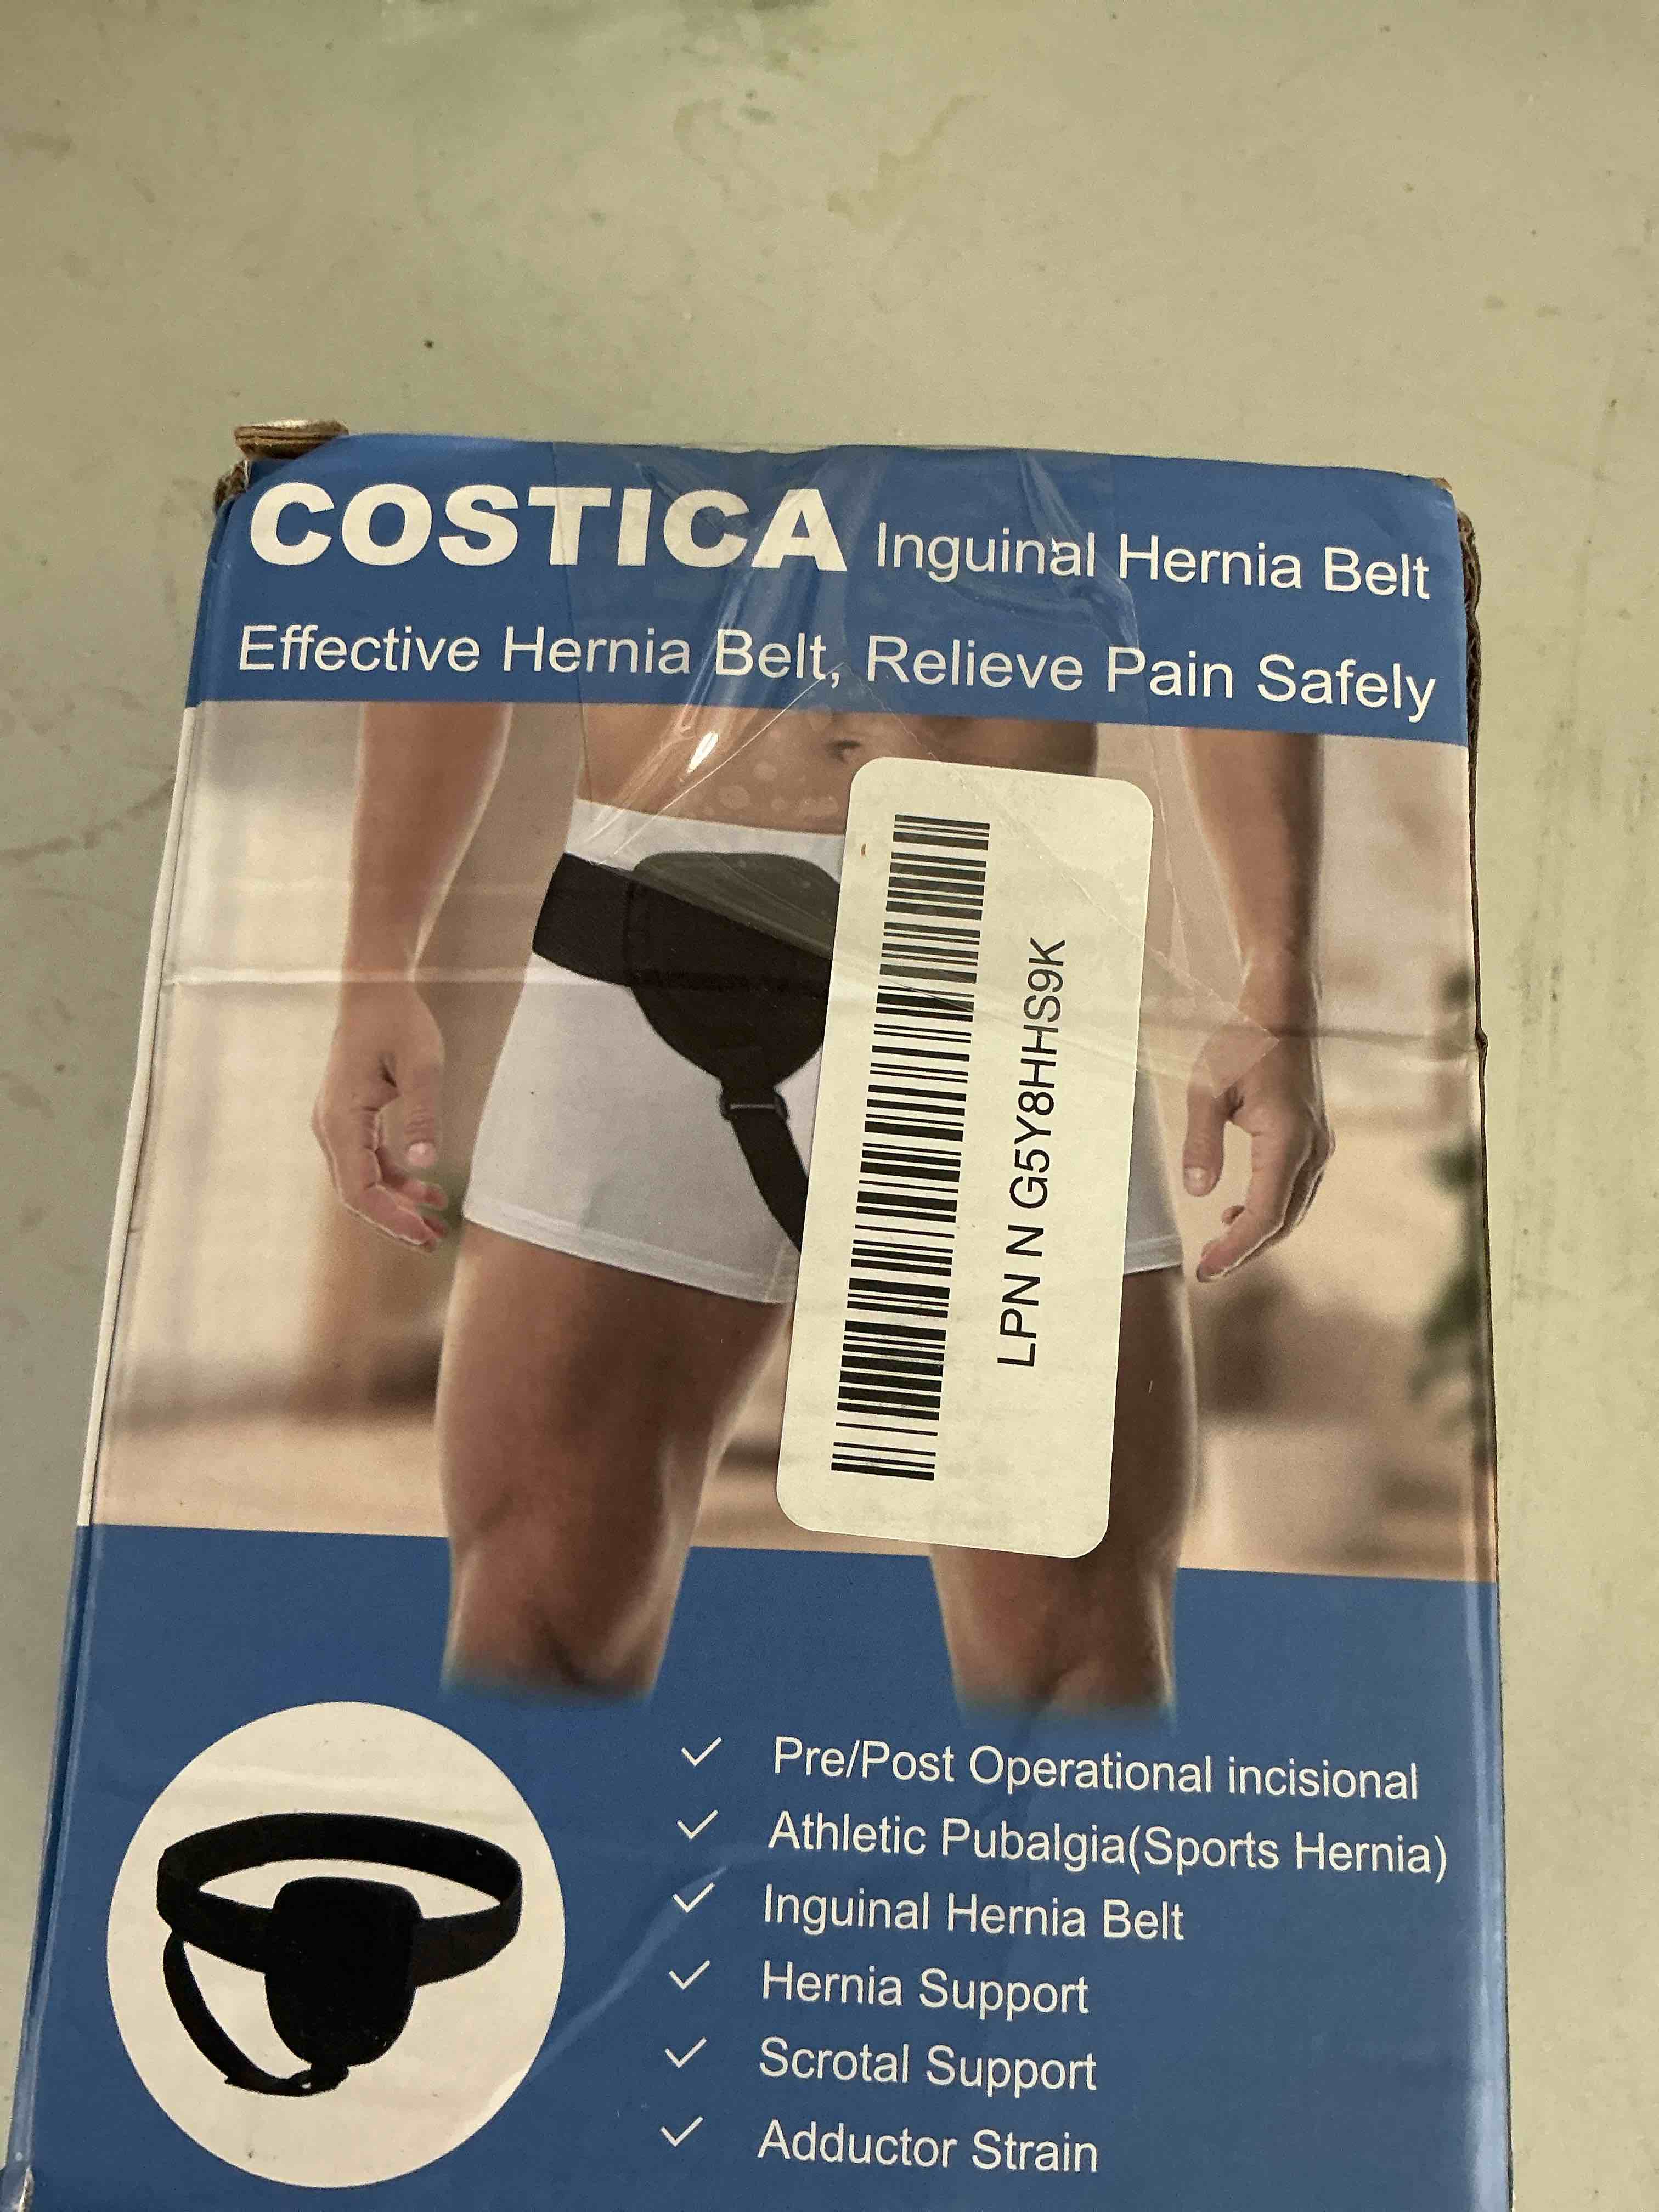 COSTICA Inguinal Hernia Belt
Effective Hernia Belt, Relieve Pain Safely
LPN N G5Y8HHS9K
Pre/Post Operational incisional
Athletic Pubalgia(Sports Hernia)
Inguinal Hernia Belt
Hernia Support
Scrotal Support
Adductor Strain